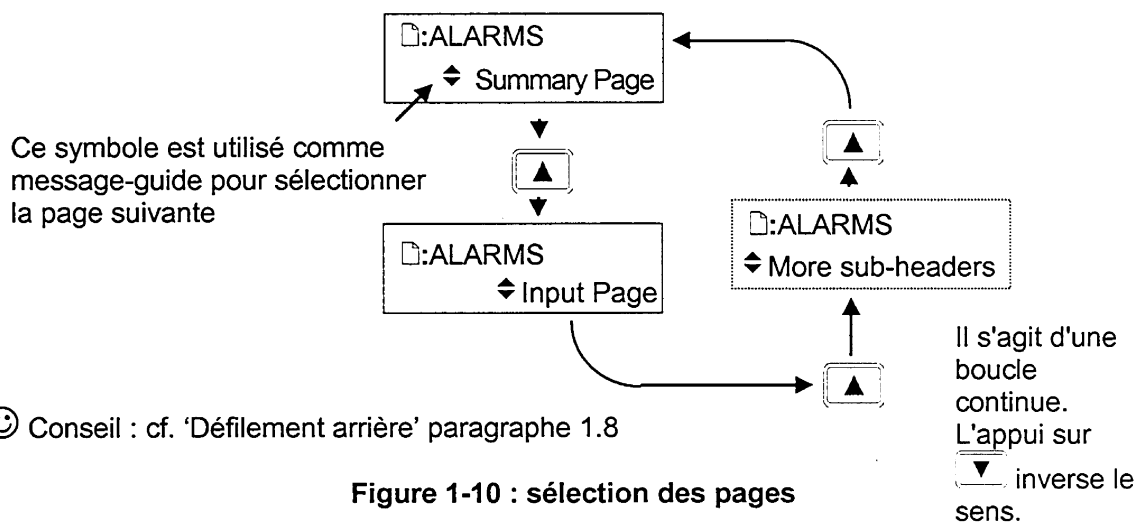 :ALARMS
Summary Page
Ce symbole est utilisé comme
message-guide pour sélectionner
la page suivante
:ALARMS
Input Page
:ALARMS
More sub-headers
Il s'agit d'une
boucle
continue.
L'appui sur
inverse le
sens.
Conseil : cf. ‘Défilement arrière’ paragraphe 1.8
Figure 1-10 : sélection des pages